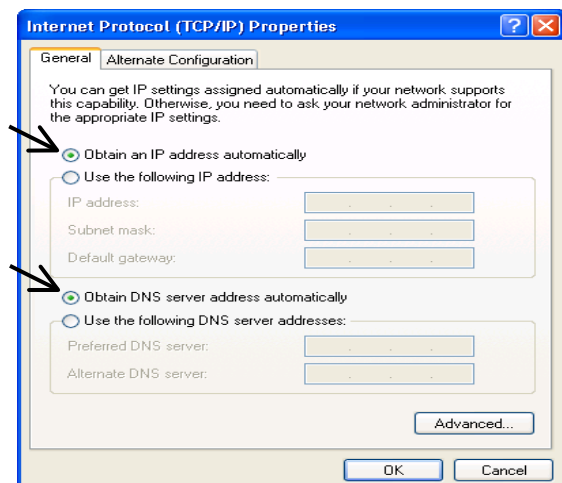 Internet Protocol (TCP/IP) Properties
General Alternate Configuration
You can get IP settings assigned automatically if your network supports
this capability. Otherwise, you need to ask your network administrator for
the appropriate IP settings.
Obtain an IP address automatically
Use the following IP address:
IP address:
Subnet mask:
Default gateway:
Obtain DNS server address automatically
Use the following DNS server addresses:
Preferred DNS server:
Alternate DNS server:
Advanced...
OK Cancel